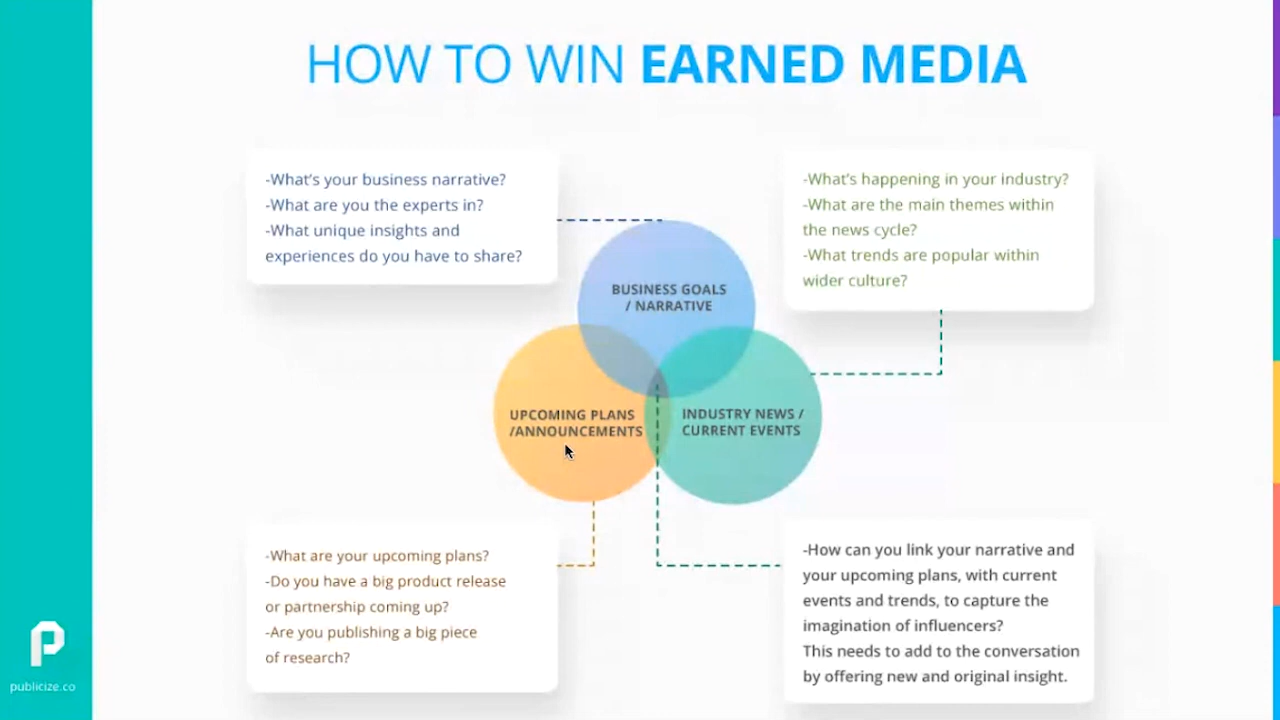 HOW TO WIN EARNED MEDIA
-What's your business narrative?
-What are you the experts in?
-What unique insights and
experiences do you have to share?
-What's happening in your industry?
-What are the main themes within
the news cycle?
-What trends are popular within
wider culture?
BUSINESS GOALS
/ NARRATIVE
UPCOMING PLANS
/ANNOUNCEMENTS
INDUSTRY NEWS /
CURRENT EVENTS
-What are your upcoming plans?
-Do you have a big product release
or partnership coming up?
-Are you publishing a big piece
of research?
-How can you link your narrative and
your upcoming plans, with current
events and trends, to capture the
imagination of influencers?
This needs to add to the conversation
by offering new and original insight.
publicize.co